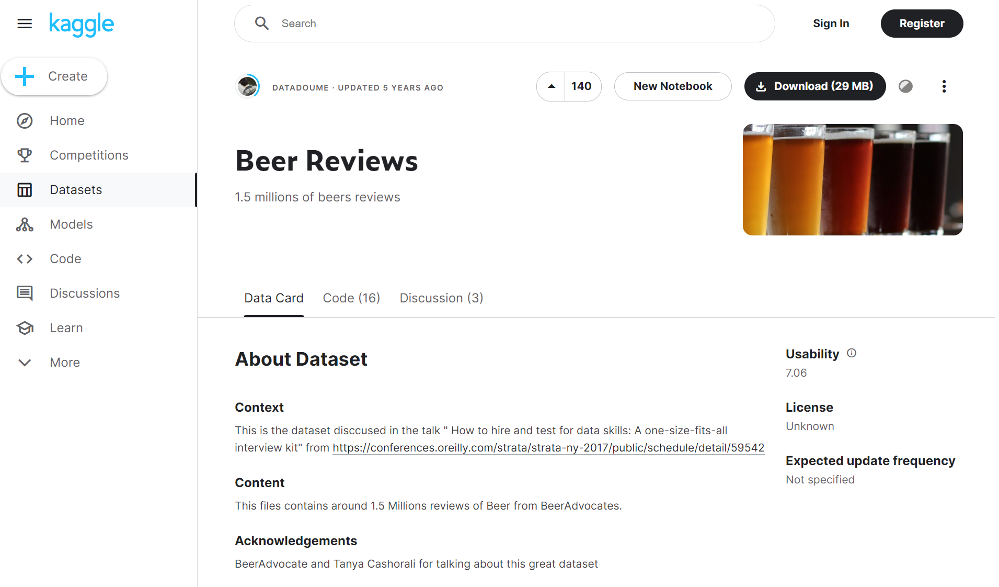 kaggle
Search
Sign In
Register
Create
DATADOUME · UPDATED 5 YEARS AGO
140
New Notebook
Download (29 MB)
Home
Competitions
Datasets
Models
Code
Discussions
Learn
More
Beer Reviews
1.5 millions of beers reviews
Data Card
Code (16)
Discussion (3)
About Dataset
Context
This is the dataset disccused in the talk " How to hire and test for data skills: A one-size-fits-all
interview kit" from https://conferences.oreilly.com/strata/strata-ny-2017/public/schedule/detail/59542
Content
This files contains around 1.5 Millions reviews of Beer from BeerAdvocates.
Acknowledgements
BeerAdvocate and Tanya Cashorali for talking about this great dataset
Usability
7.06
License
Unknown
Expected update frequency
Not specified